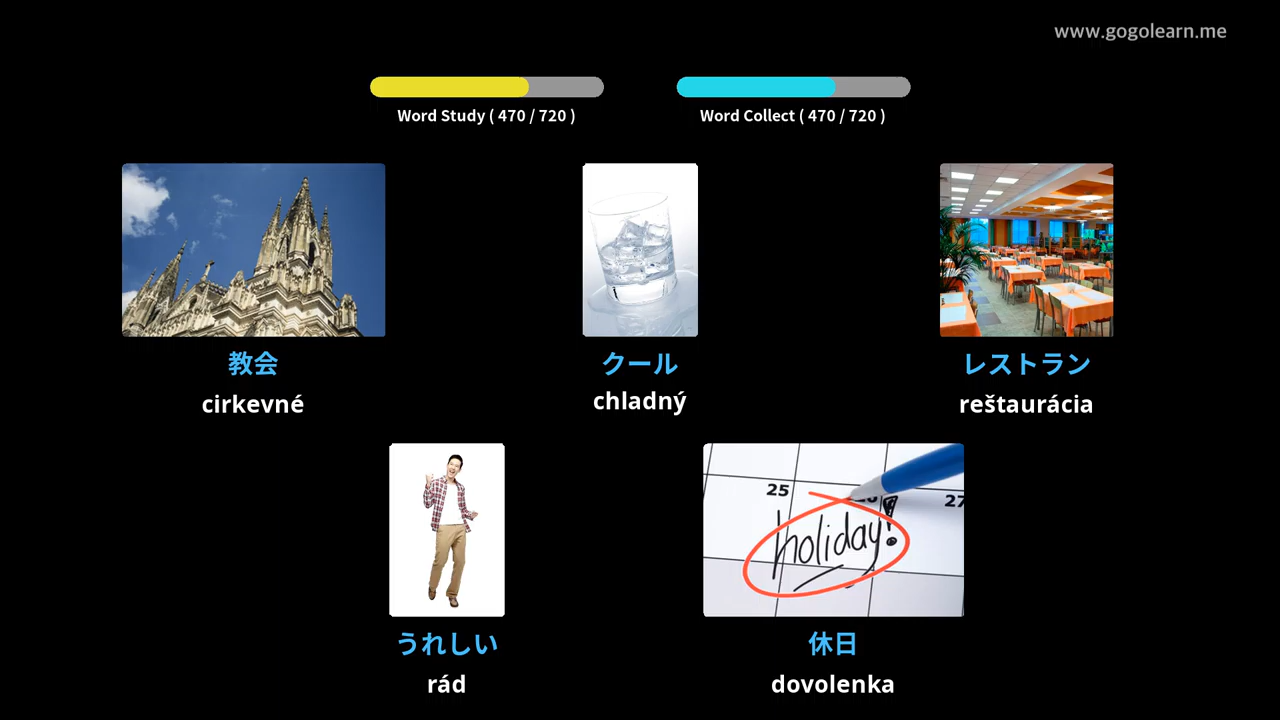 www.gogolearn.me
Word Study ( 470 / 720 )
Word Collect ( 470 / 720 )
教会
cirkevné
クール
chladný
レストラン
reštaurácia
25
27
holiday!
うれしい
rád
休日
dovolenka